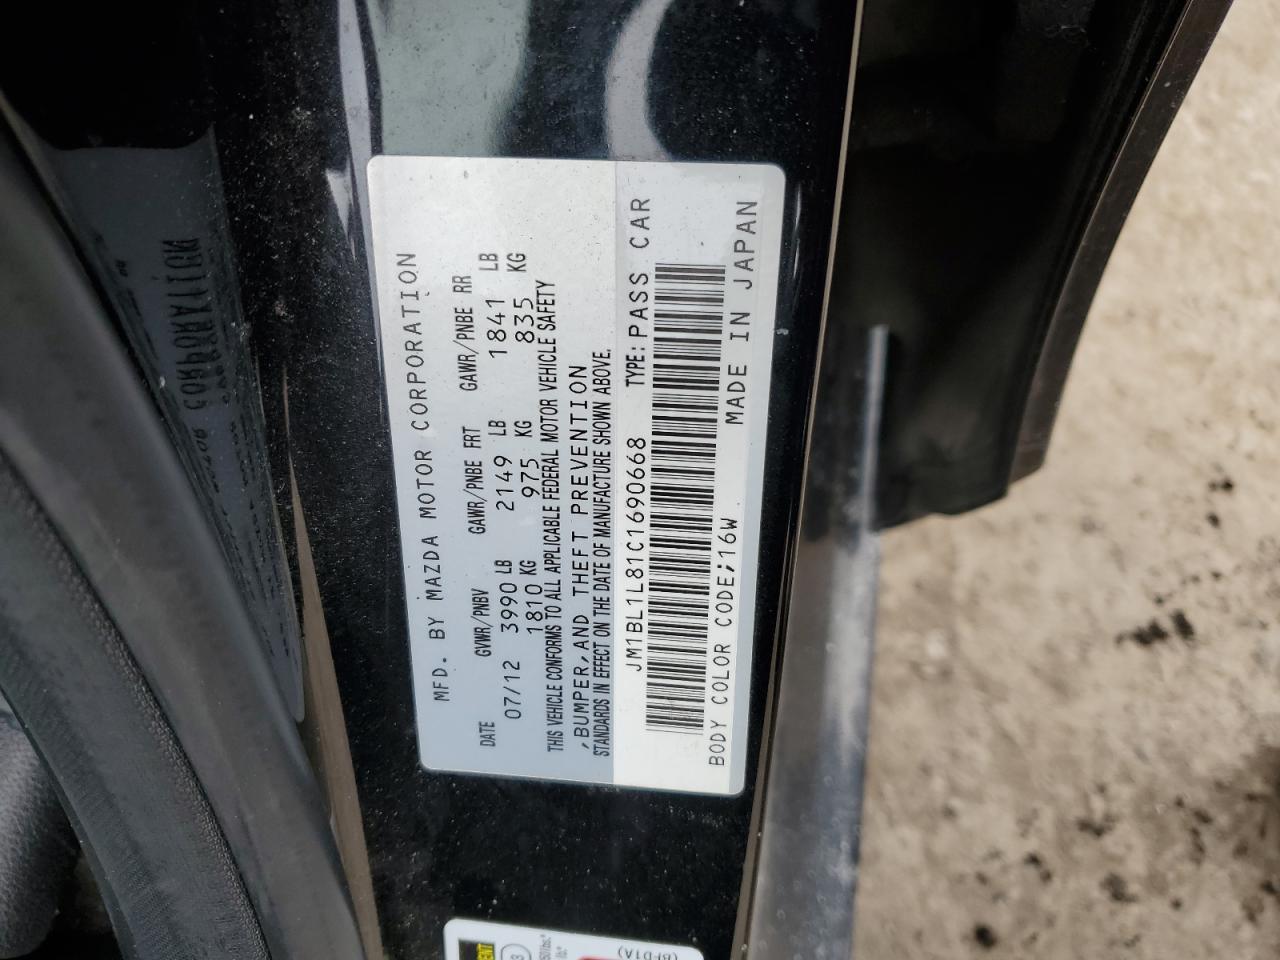 MFD. BY MAZDA MOTOR CORPORATION
DATE GVWR/PNBV GAWR/PNBE FRT GAWR/PNBE RR
07/12 3990 LB 2149 LB 1841 LB
1810 KG 975 KG 835 KG
THIS VEHICLE CONFORMS TO ALL APPLICABLE FEDERAL MOTOR VEHICLE SAFETY
,BUMPER,AND THEFT PREVENTION
STANDARDS IN EFFECT ON THE DATE OF MANUFACTURE SHOWN ABOVE.
JM1BL1L81C1690668 TYPE: PASS CAR
BODY COLOR CODE;16W MADE IN JAPAN